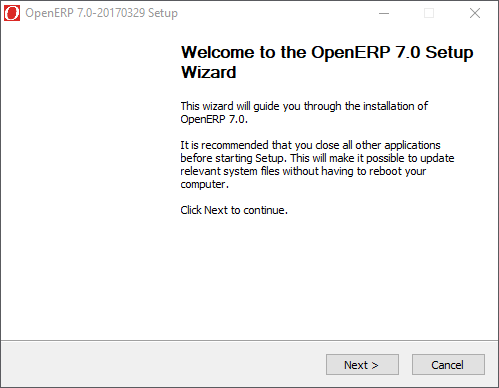 OpenERP 7.0-20170329 Setup
Welcome to the OpenERP 7.0 Setup
Wizard
This wizard will guide you through the installation of
OpenERP 7.0.
It is recommended that you close all other applications
before starting Setup. This will make it possible to update
relevant system files without having to reboot your
computer.
Click Next to continue.
Next >
Cancel